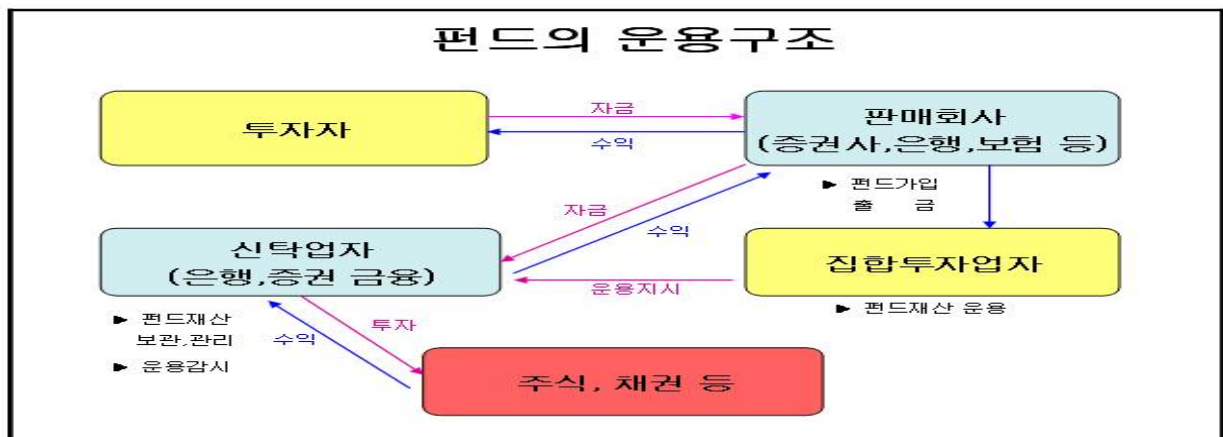 펀드의 운용구조
투자자
자금
수익
판매회사
(증권사,은행,보험 등)
► 펀드가입
출 금
자금
수익
신탁업자
(은행,증권 금융)
운용지시
집합투자업자
► 펀드재산
보관,관리
► 운용감시
투자
수익
► 펀드재산 운용
주식, 채권 등